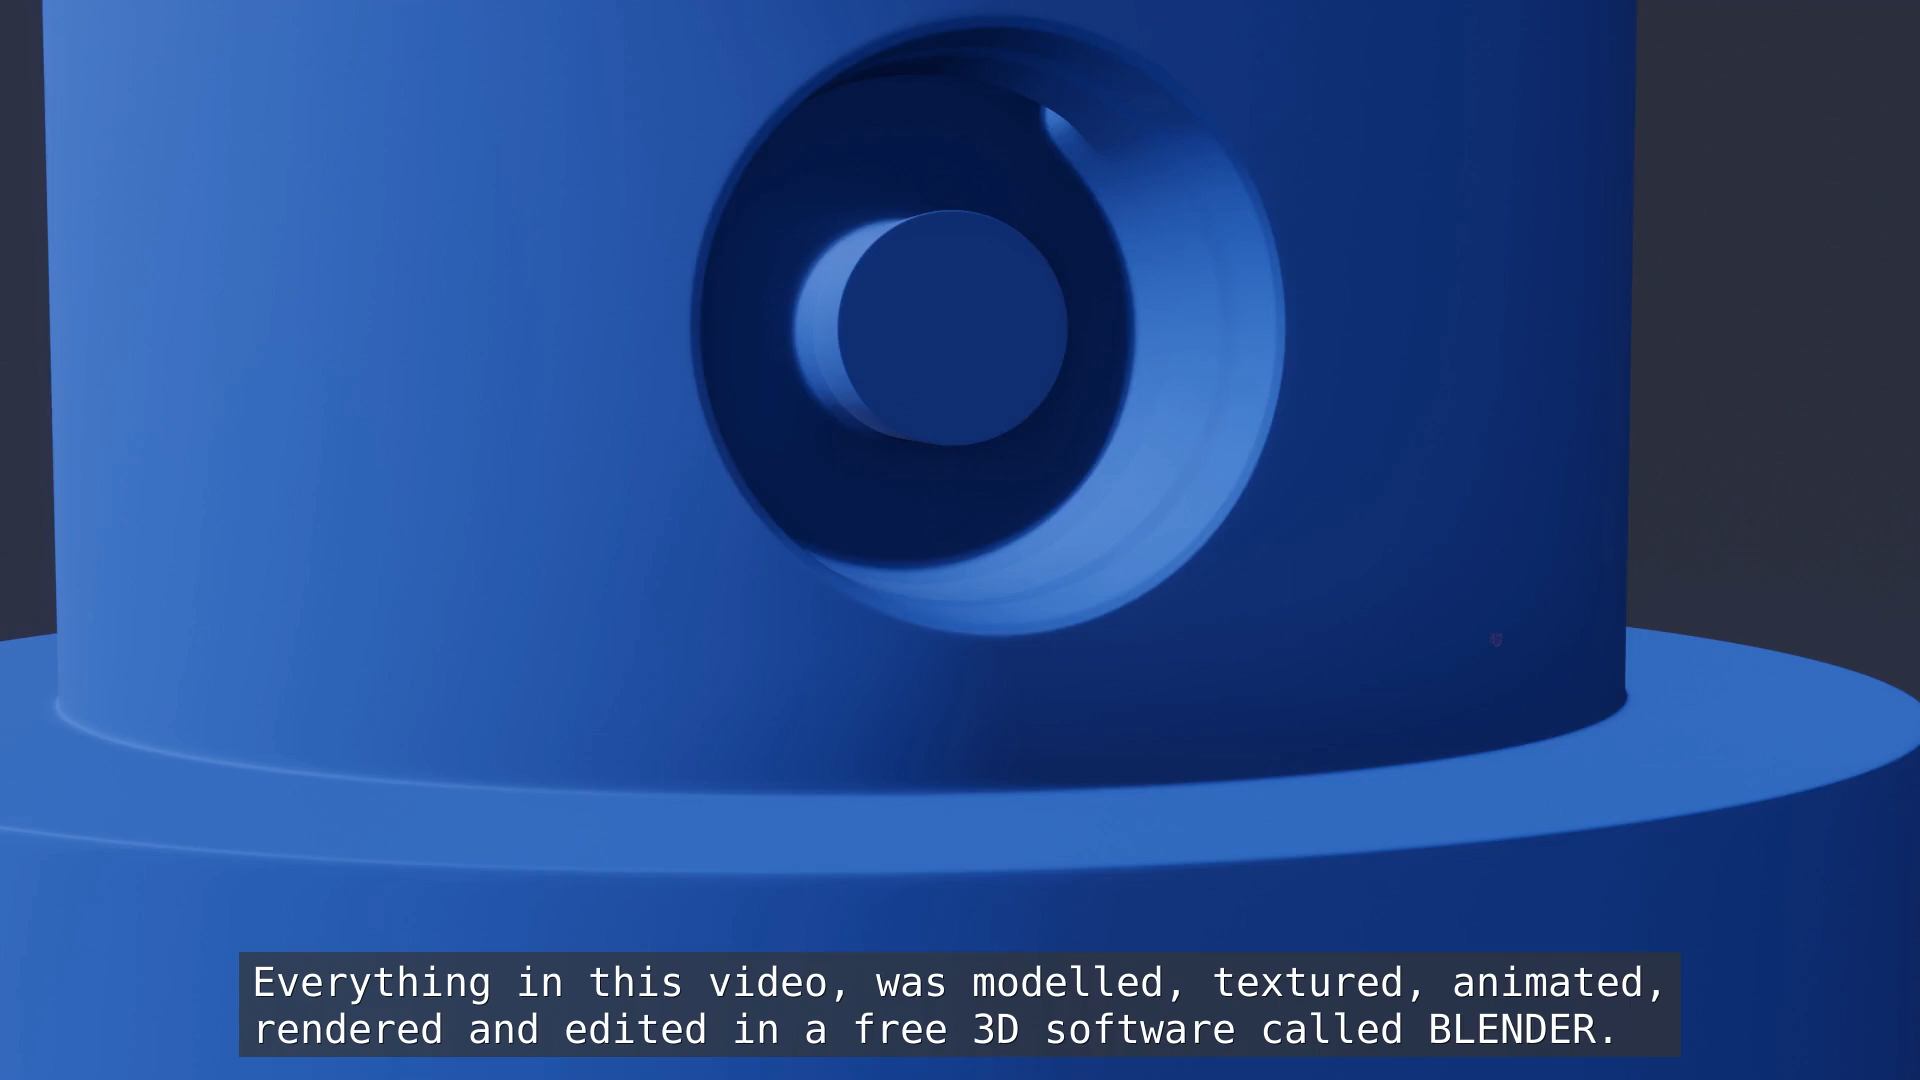 Everything in this video, was modelled, textured, animated,
rendered and edited in a free 3D software called BLENDER.